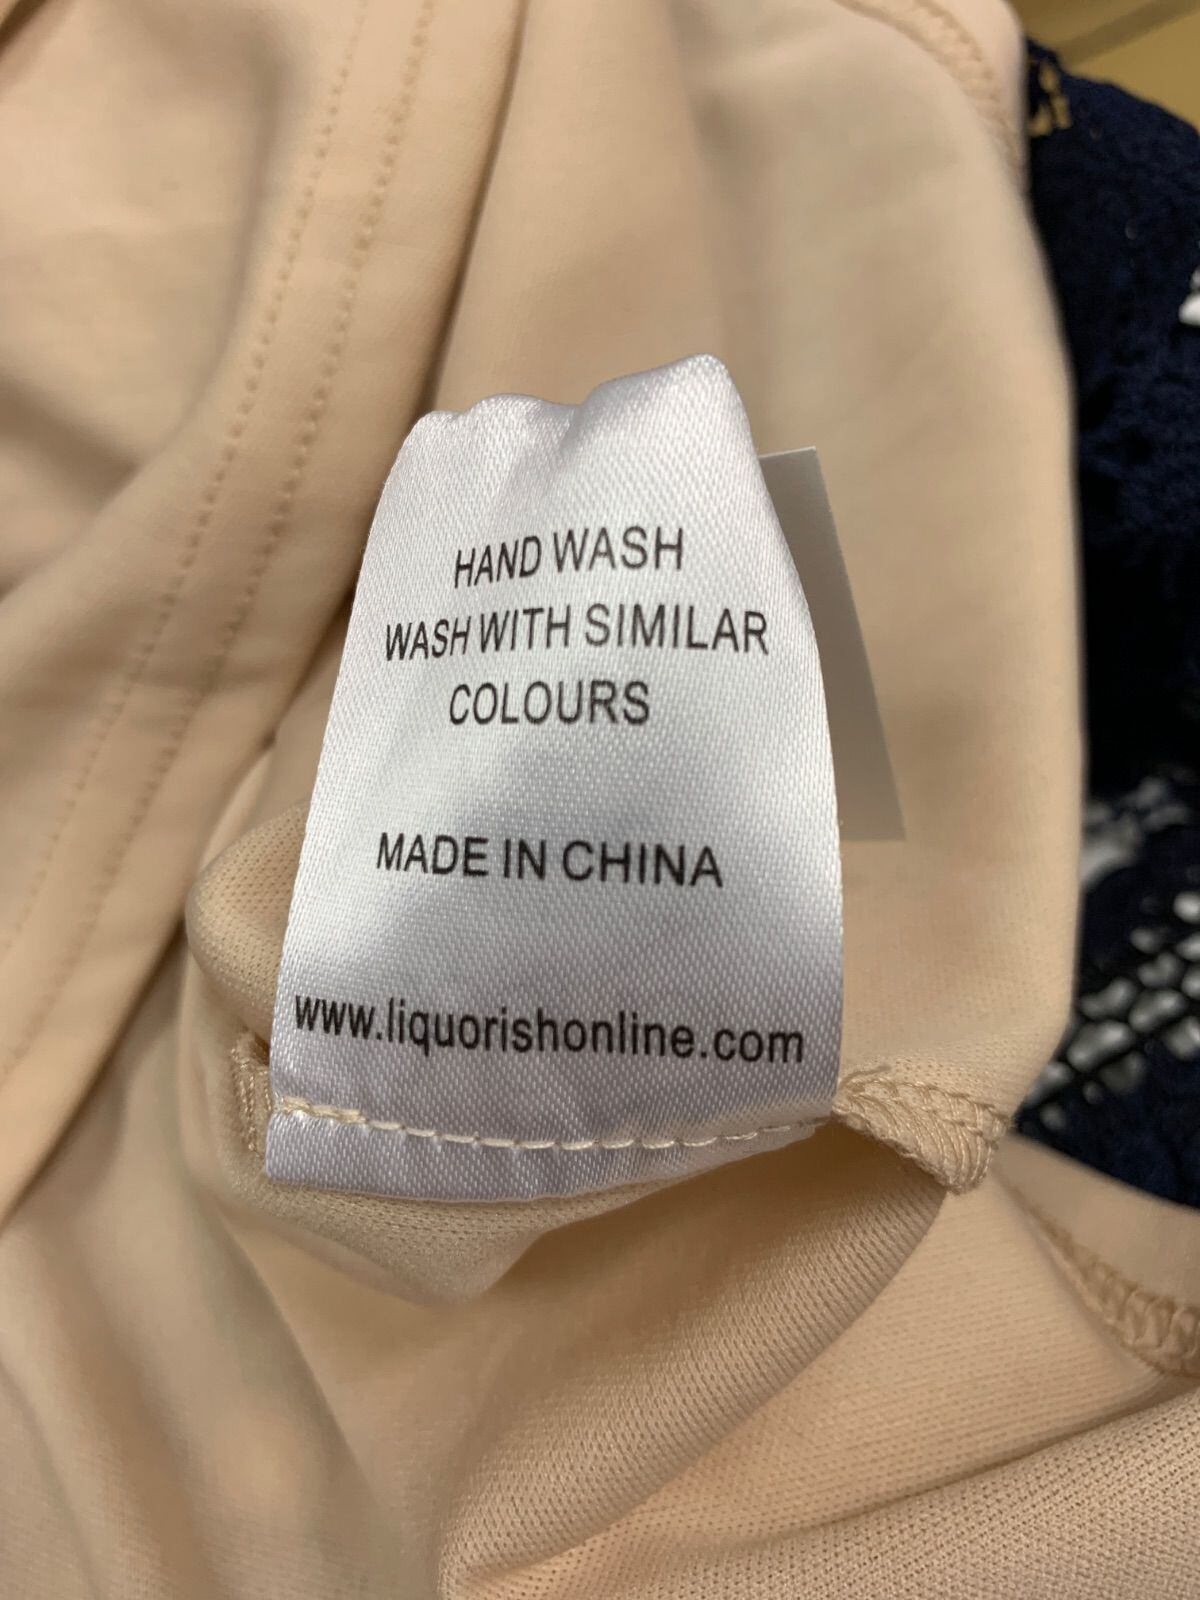 HAND WASH
WASH WITH SIMILAR
COLOURS
MADE IN CHINA
www.liquorishonline.com